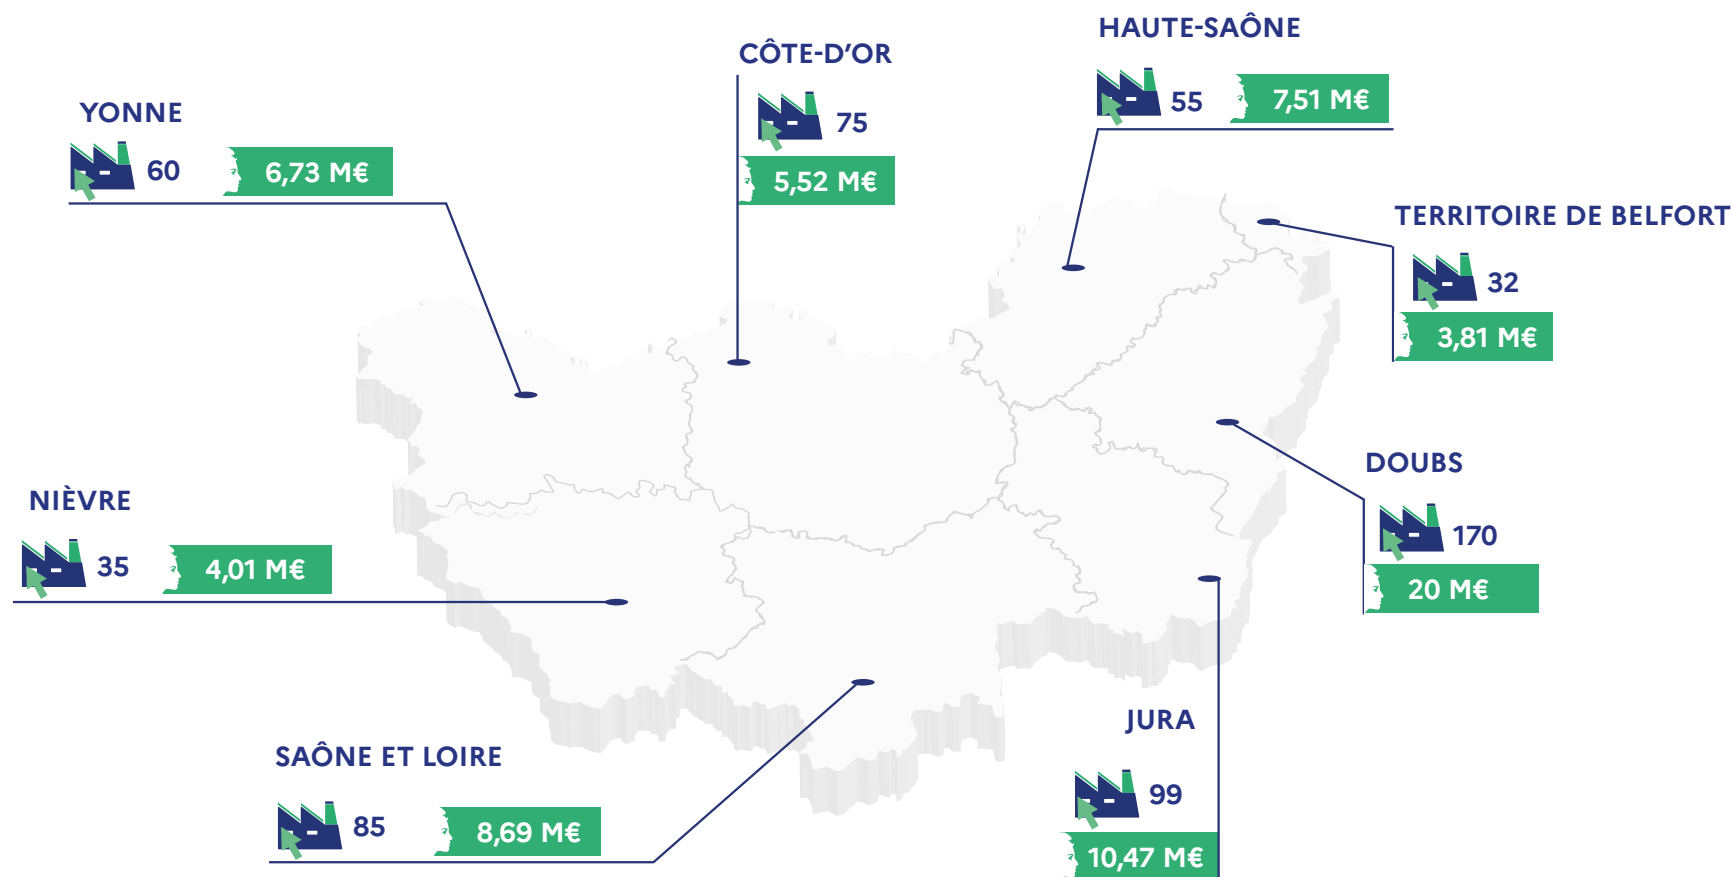 HAUTE-SAÔNE
55
7,51 M€
CÔTE-D’OR
75
5,52 M€
YONNE
60
6,73 M€
TERRITOIRE DE BELFORT
32
3,81 M€
DOUBS
170
20 M€
NIÈVRE
35
4,01 M€
JURA
99
10,47 M€
SAÔNE ET LOIRE
85
8,69 M€